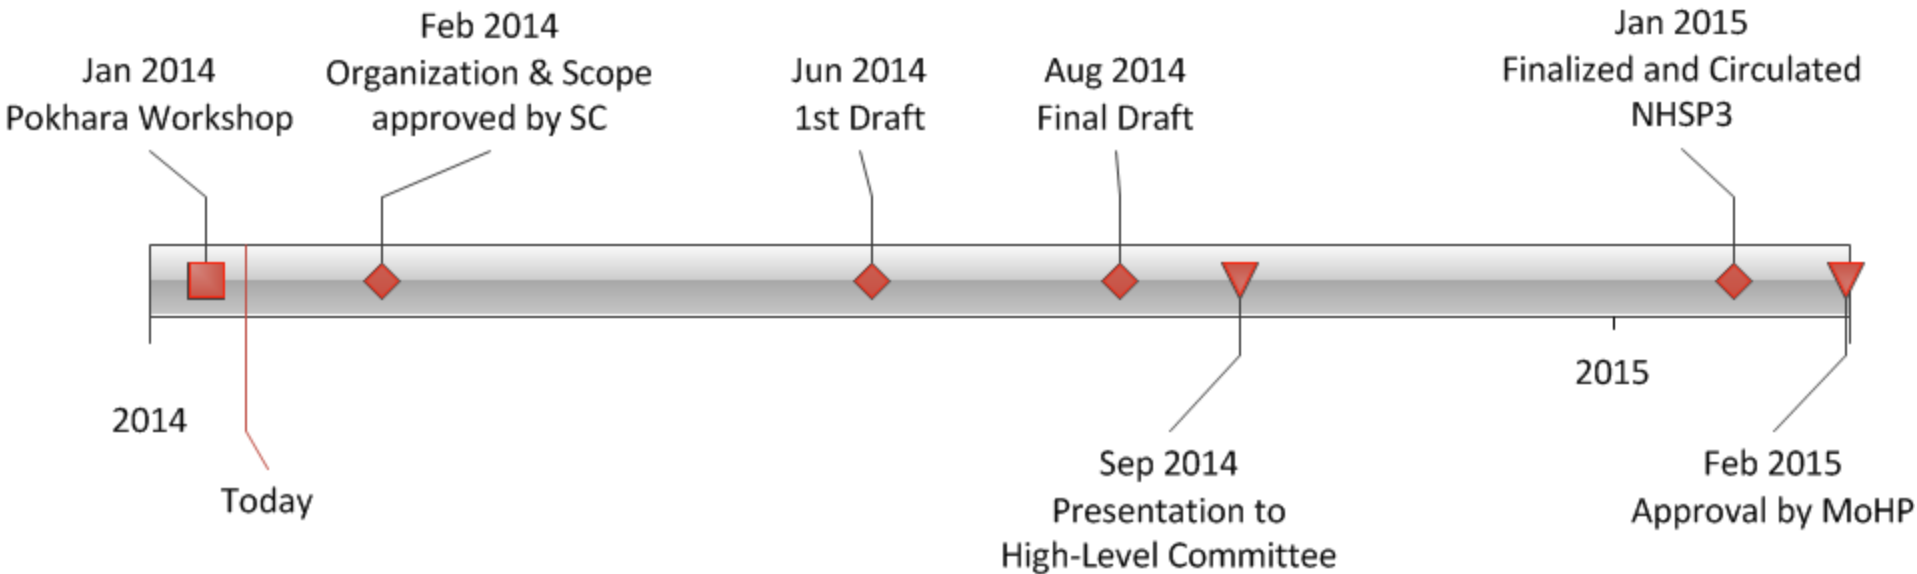 Jan 2014
Pokhara Workshop
Feb 2014
Organization & Scope
approved by SC
Jun 2014
1st Draft
Aug 2014
Final Draft
Jan 2015
Finalized and Circulated
NHSP3
2014
2015
Today
Sep 2014
Presentation to
High-Level Committee
Feb 2015
Approval by MoHP